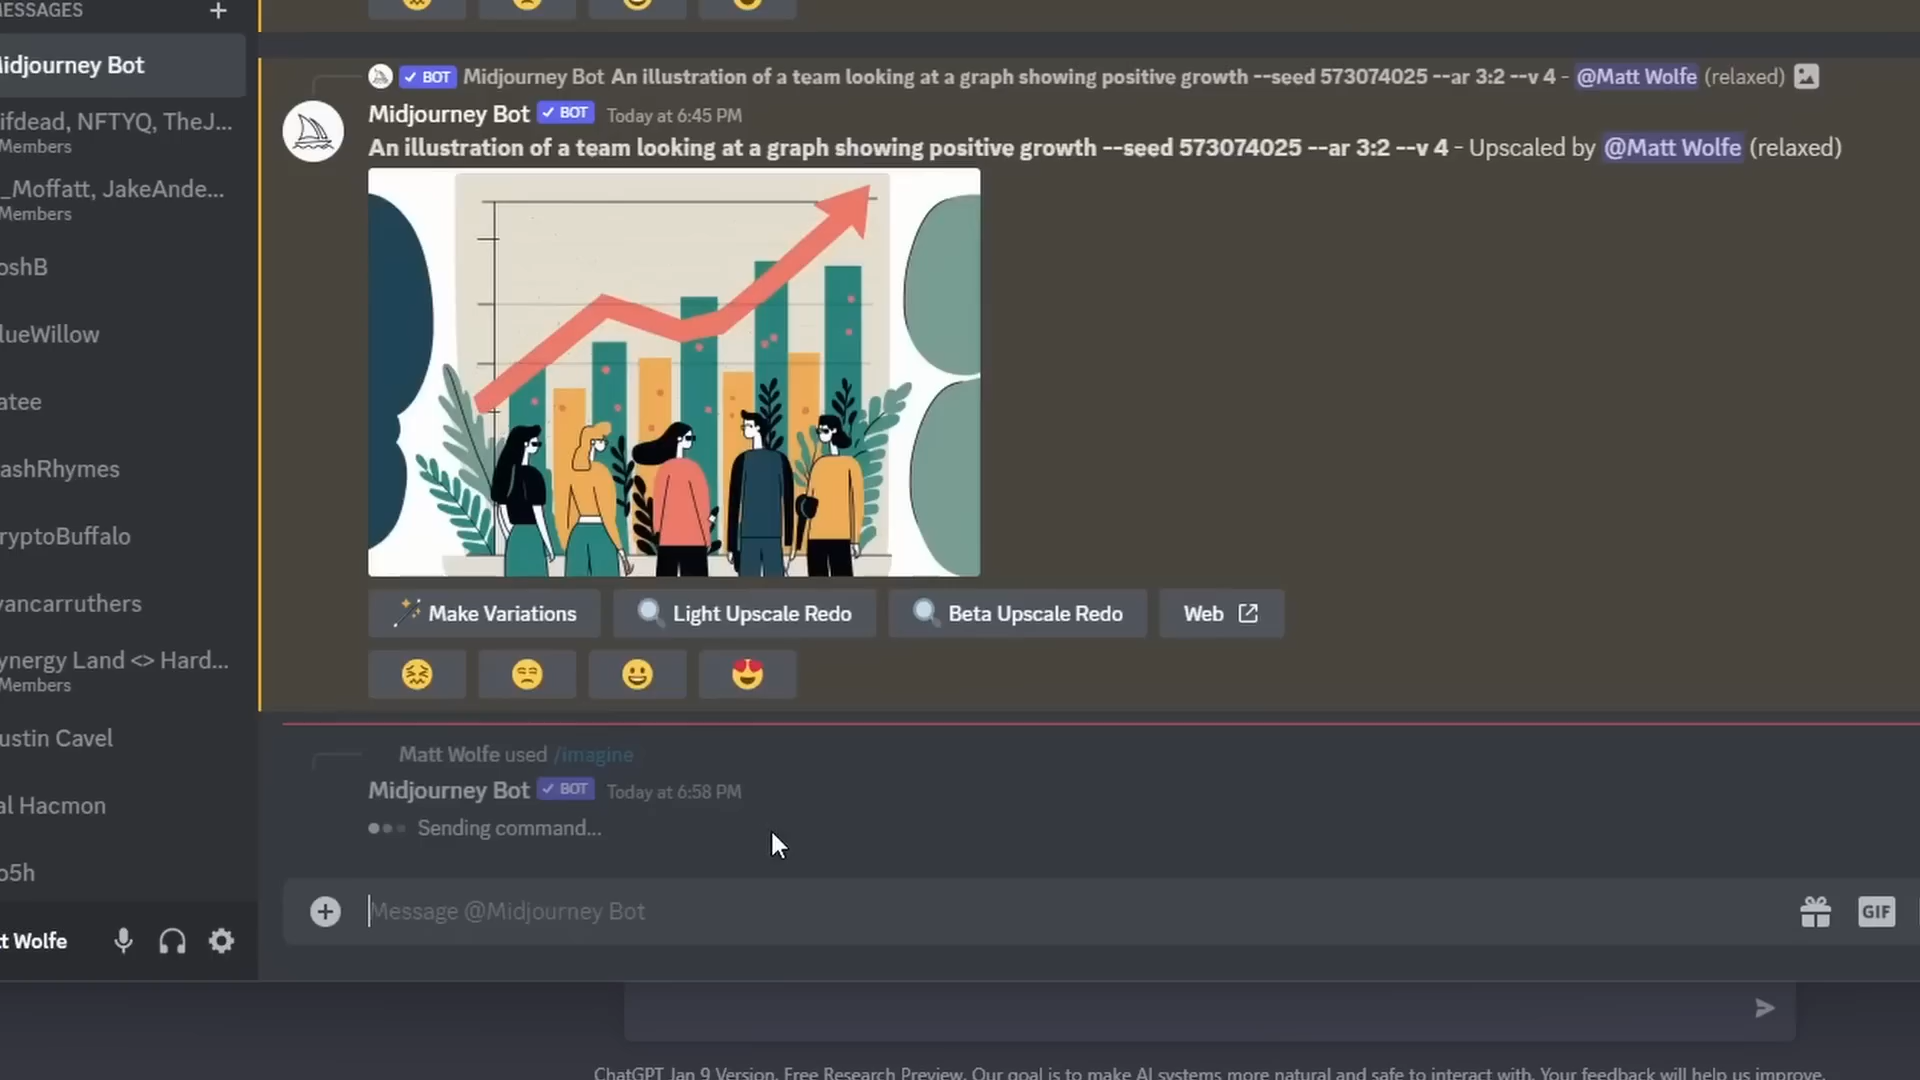 ESSAGES
idjourney Bot
ifdead, NFTYQ, TheJ...
Members
_Moffatt, JakeAnde...
Members
oshB
lueWillow
atee
ashRhymes
ryptoBuffalo
vancarruthers
ynergy Land <> Hard...
Members
ustin Cavel
al Hacmon
o5h
t Wolfe
BOT Midjourney Bot An illustration of a team looking at a graph showing positive growth --seed 573074025 --ar 3:2 --v 4 - @Matt Wolfe (relaxed)
Midjourney Bot BOT Today at 6:45 PM
An illustration of a team looking at a graph showing positive growth --seed 573074025 --ar 3:2 --v 4 - Upscaled by @Matt Wolfe (relaxed)
Make Variations Light Upscale Redo Beta Upscale Redo Web
Matt Wolfe used /imagine
Midjourney Bot BOT Today at 6:58 PM
Sending command...
Message @Midjourney Bot
GIF
ChatGPT Jan 9 Version. Free Research Preview. Our goal is to make AI systems more natural and safe to interact with. Your feedback will help us improve.